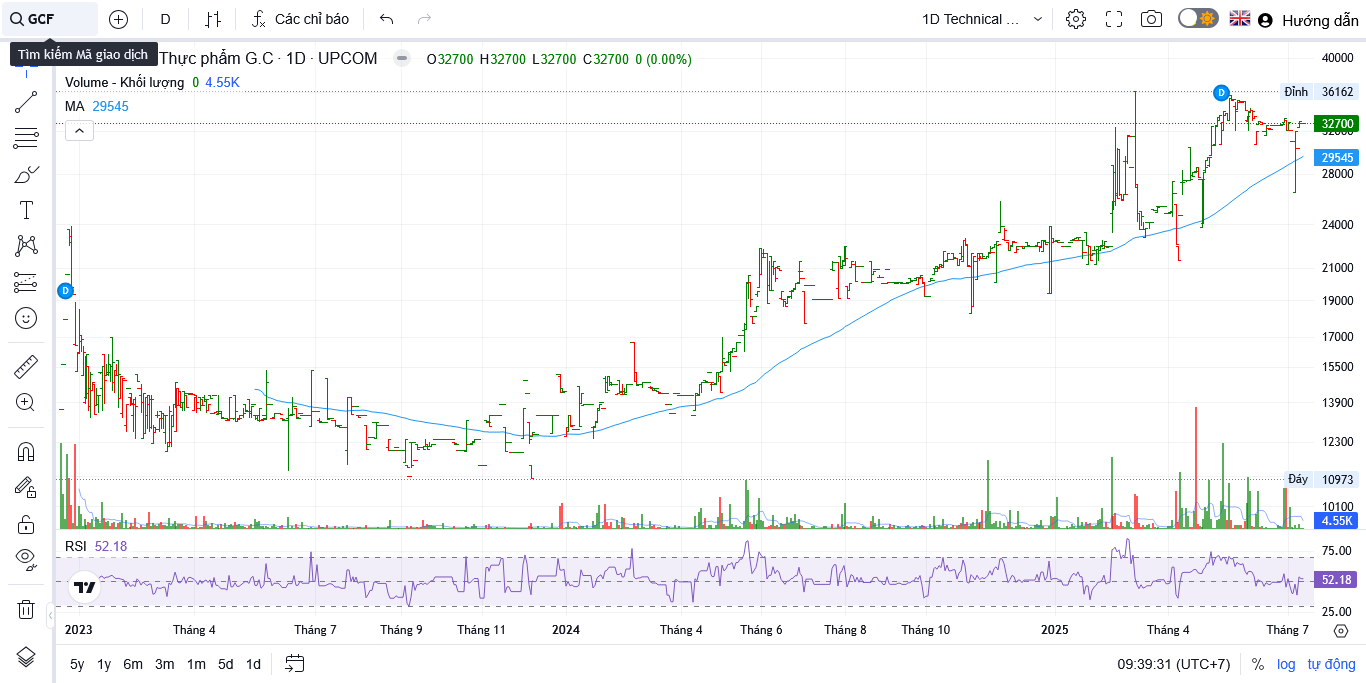 GCF
D
Các chỉ báo
1D Technical ...
Hướng dẫn
Tìm kiếm Mã giao dịch
Thực phẩm G.C · 1D · UPCOM
O32700 H32700 L32700 C32700 0 (0.00%)
Volume - Khối lượng 0 4.55K
MA 29545
40000
Đỉnh 36162
32700
32000
29545
28000
24000
21000
19000
17000
15500
13900
12300
Đáy 10973
10100
4.55K
D
D
RSI 52.18
75.00
52.18
25.00
2023 Tháng 4 Tháng 7 Tháng 9 Tháng 11 2024 Tháng 4 Tháng 6 Tháng 8 Tháng 10 2025 Tháng 4 Tháng 7
5y 1y 6m 3m 1m 5d 1d
09:39:31 (UTC+7) % log tự động